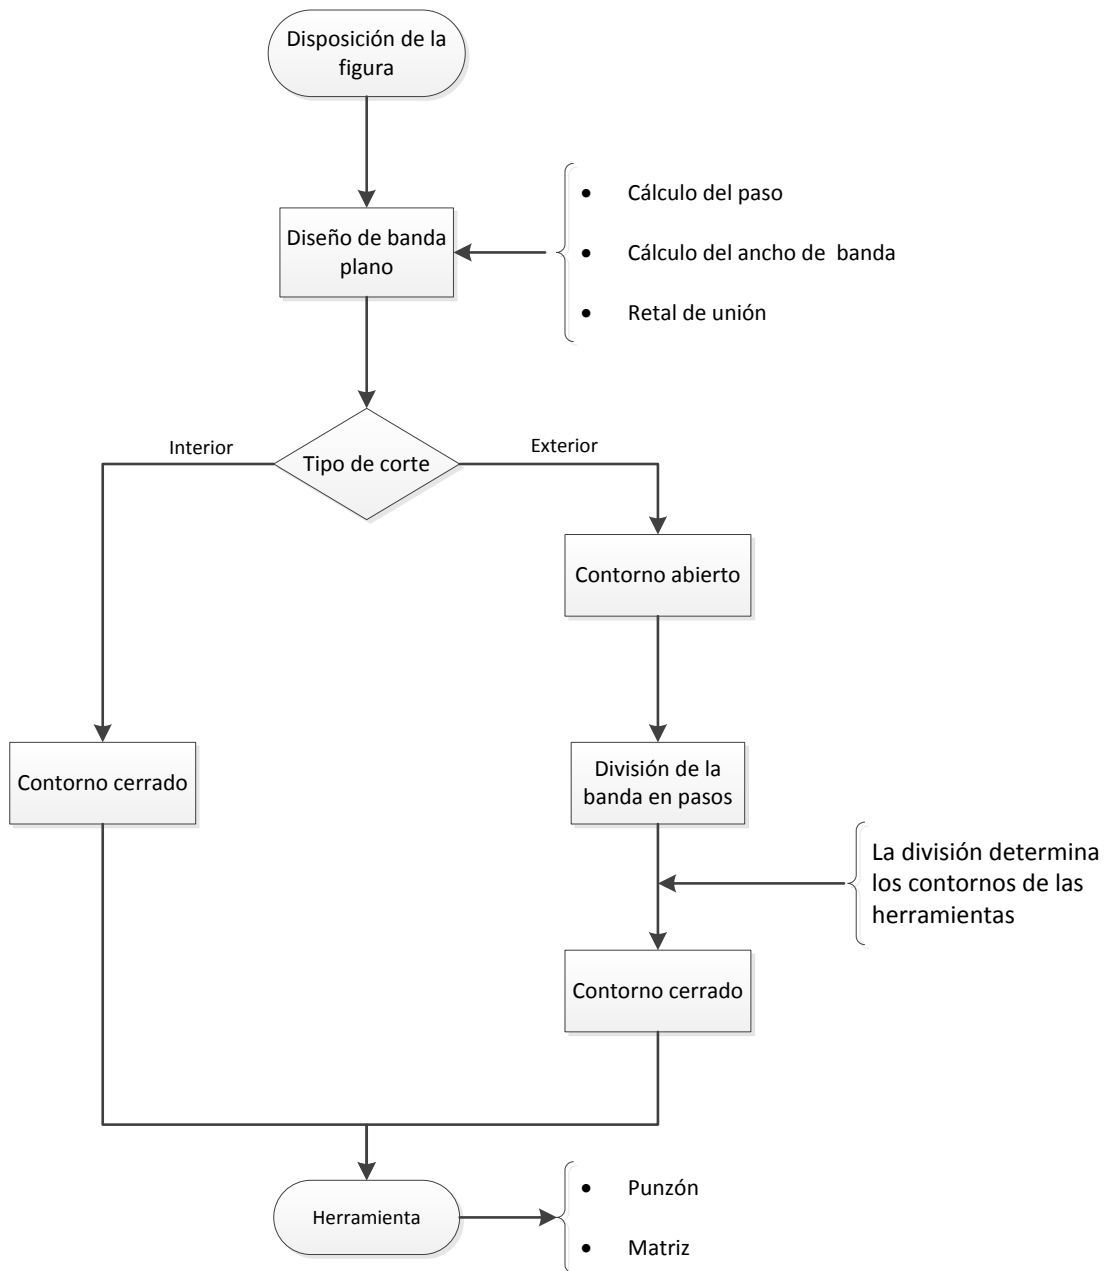 Disposición de la
figura
Diseño de banda
plano
• Cálculo del paso
• Cálculo del ancho de banda
• Retal de unión
Interior
Tipo de corte
Exterior
Contorno abierto
Contorno cerrado
División de la
banda en pasos
La división determina
los contornos de las
herramientas
Contorno cerrado
Herramienta
• Punzón
• Matriz